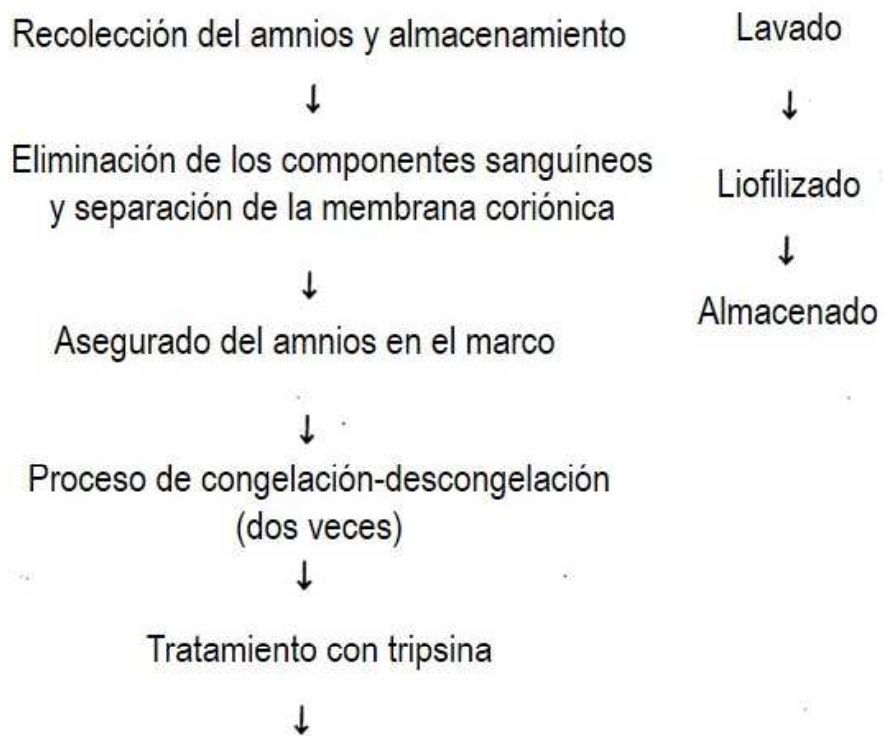 Recolección del amnios y almacenamiento
↓
Eliminación de los componentes sanguíneos
y separación de la membrana coriónica
↓
Asegurado del amnios en el marco
↓
Proceso de congelación-descongelación
(dos veces)
↓
Tratamiento con tripsina
↓
Lavado
↓
Liofilizado
↓
Almacenado